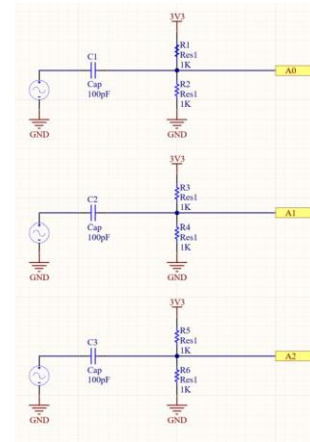 3V3
R1
Res1
1K
C1
Cap
100pF
R2
Res1
1K
A0
GND
GND
3V3
R3
Res1
1K
C2
Cap
100pF
R4
Res1
1K
A1
GND
GND
3V3
R5
Res1
1K
C3
Cap
100pF
R6
Res1
1K
A2
GND
GND